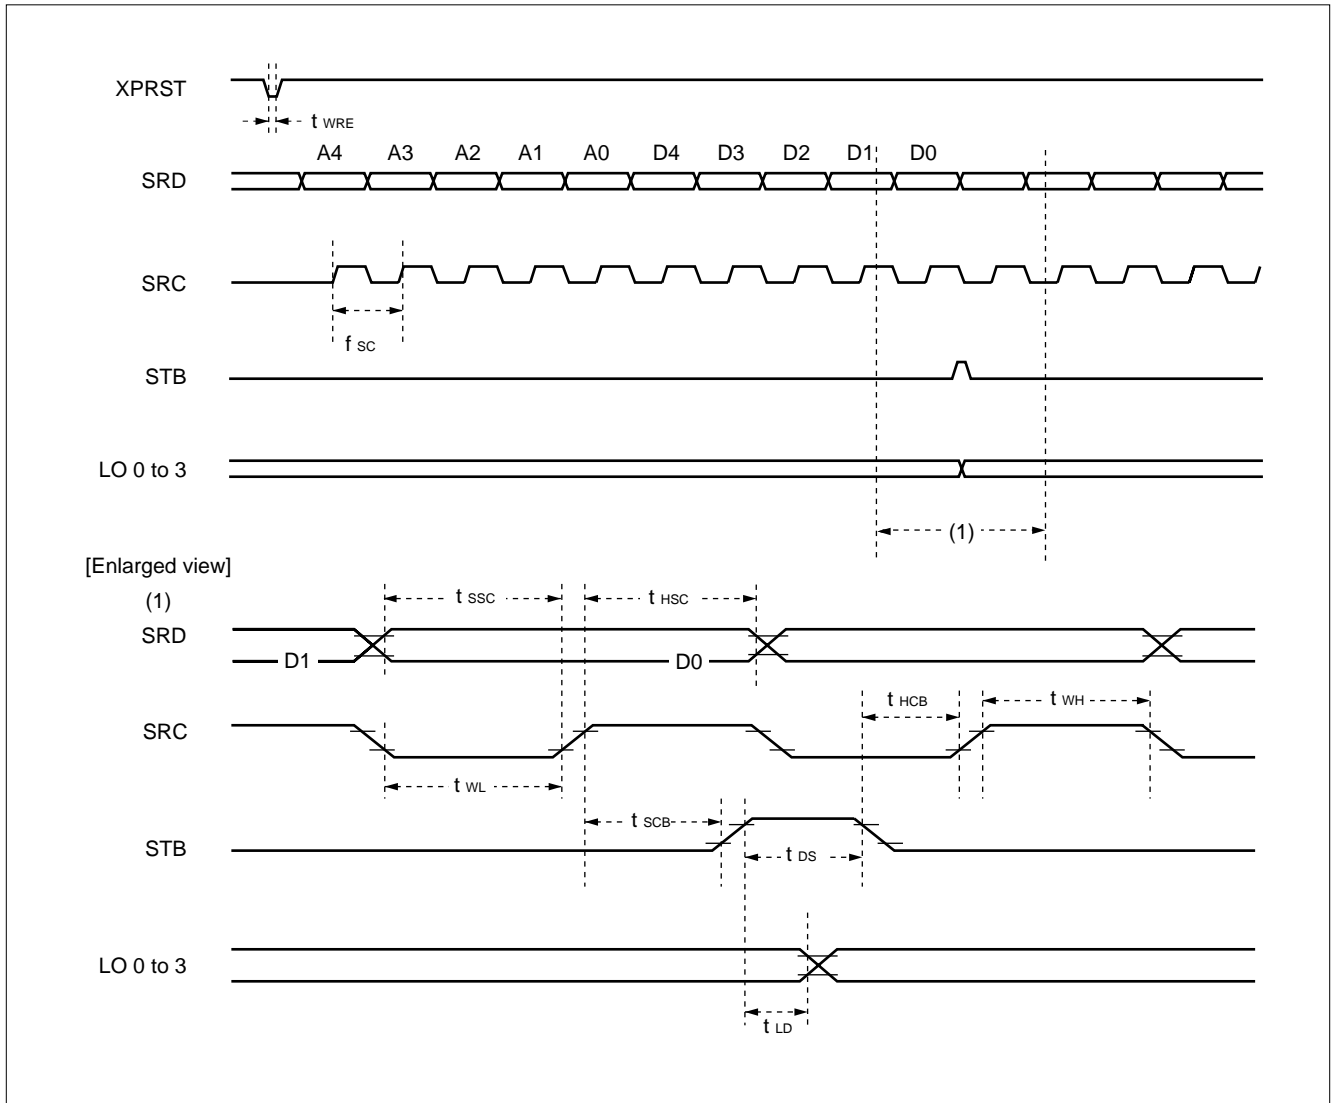 XPRST
t WRE
A4 A3 A2 A1 A0 D4 D3 D2 D1 D0
SRD
SRC
f SC
STB
LO 0 to 3
(1)
[Enlarged view]
(1)
t SSC t HSC
SRD
D1 D0
t HCB t WH
SRC
t WL
t SCB
STB
t DS
LO 0 to 3
t LD